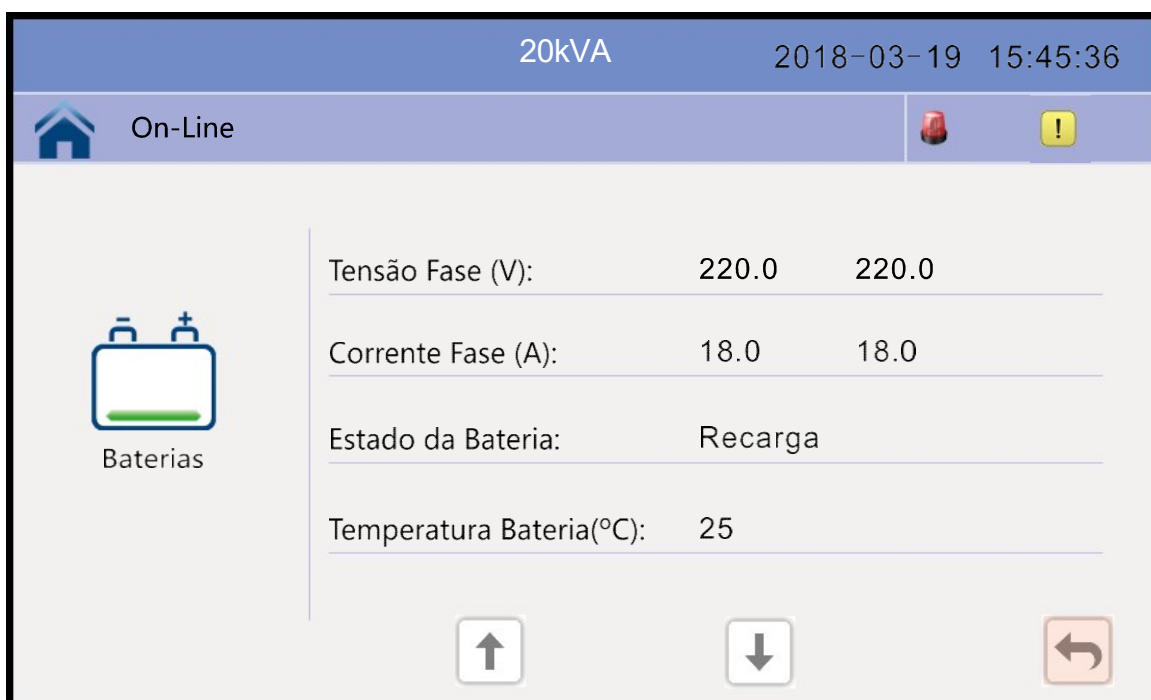 20kVA 2018-03-19 15:45:36
On-Line !
Tensão Fase (V): 220.0 220.0
Corrente Fase (A): 18.0 18.0
Estado da Bateria: Recarga
Baterias
Temperatura Bateria(ºC): 25